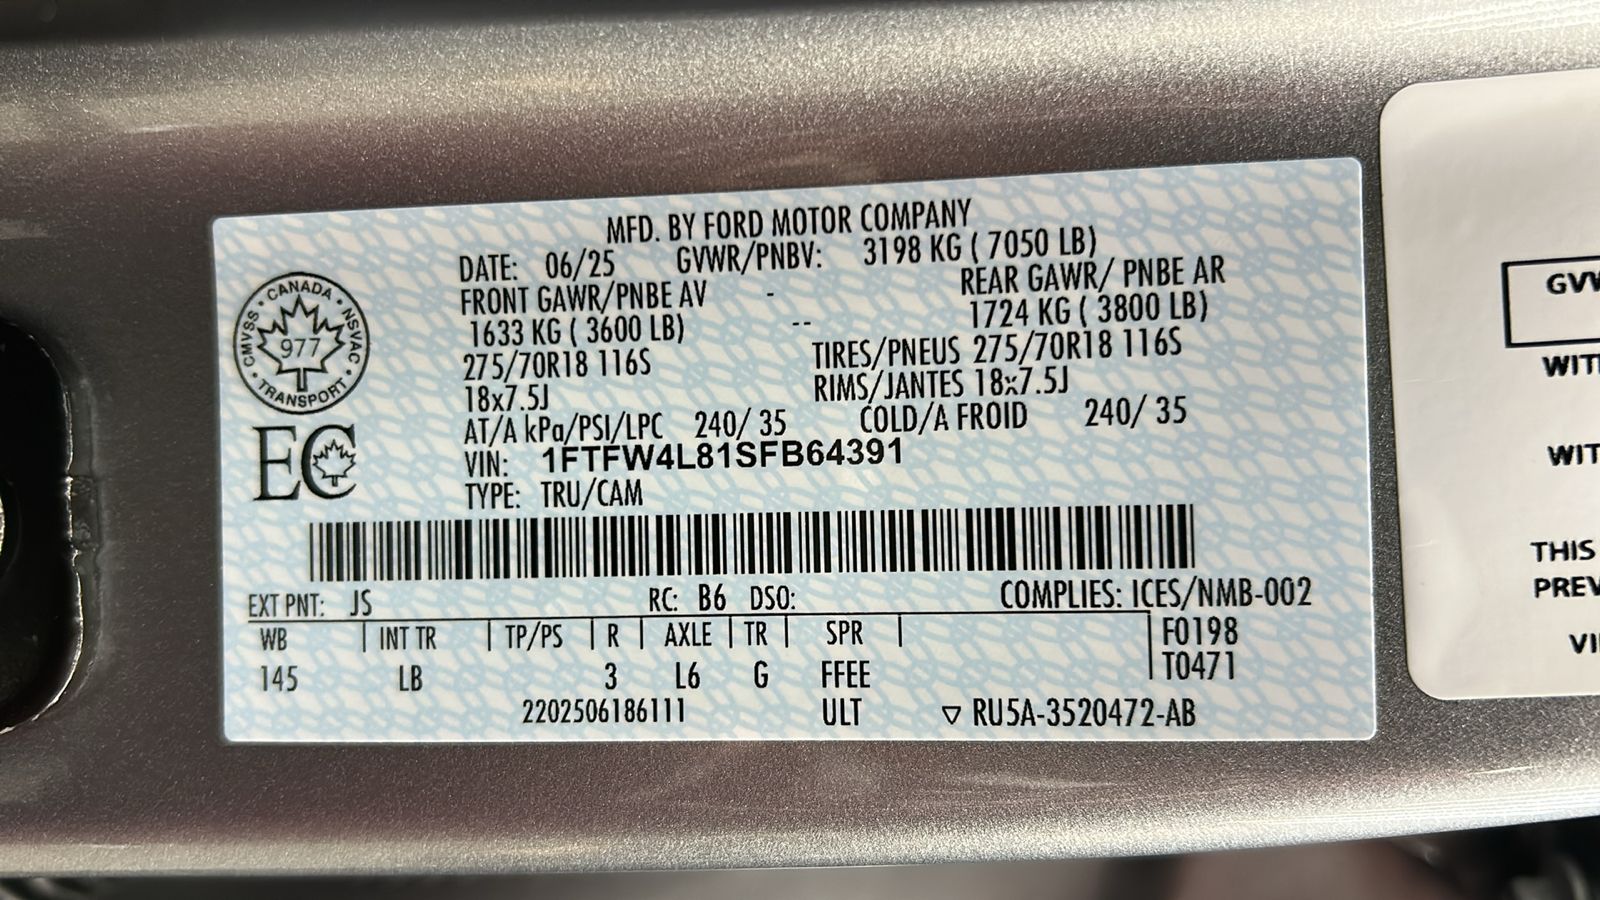 MFD. BY FORD MOTOR COMPANY
DATE: 06/25 GVWR/PNBV: 3198 KG ( 7050 LB)
FRONT GAWR/PNBE AV - REAR GAWR/ PNBE AR
1633 KG ( 3600 LB) -- 1724 KG ( 3800 LB)
275/70R18 116S TIRES/PNEUS 275/70R18 116S
18x7.5J RIMS/JANTES 18x7.5J
AT/A kPa/PSI/LPC 240/ 35 COLD/A FROID 240/ 35
VIN: 1FTFW4L81SFB64391
TYPE: TRU/CAM
CANADA • NSVAC • TRANSPORT • CMVSS •
977
EC
EXT PNT: JS RC: B6 DSO: COMPLIES: ICES/NMB-002
WB | INT TR | TP/PS | R | AXLE | TR | SPR | F0198
145 LB 3 L6 G FFEE T0471
2202506186111 ULT ▽ RU5A-3520472-AB
GVW
WIT
WIT
THIS
PREV
VI